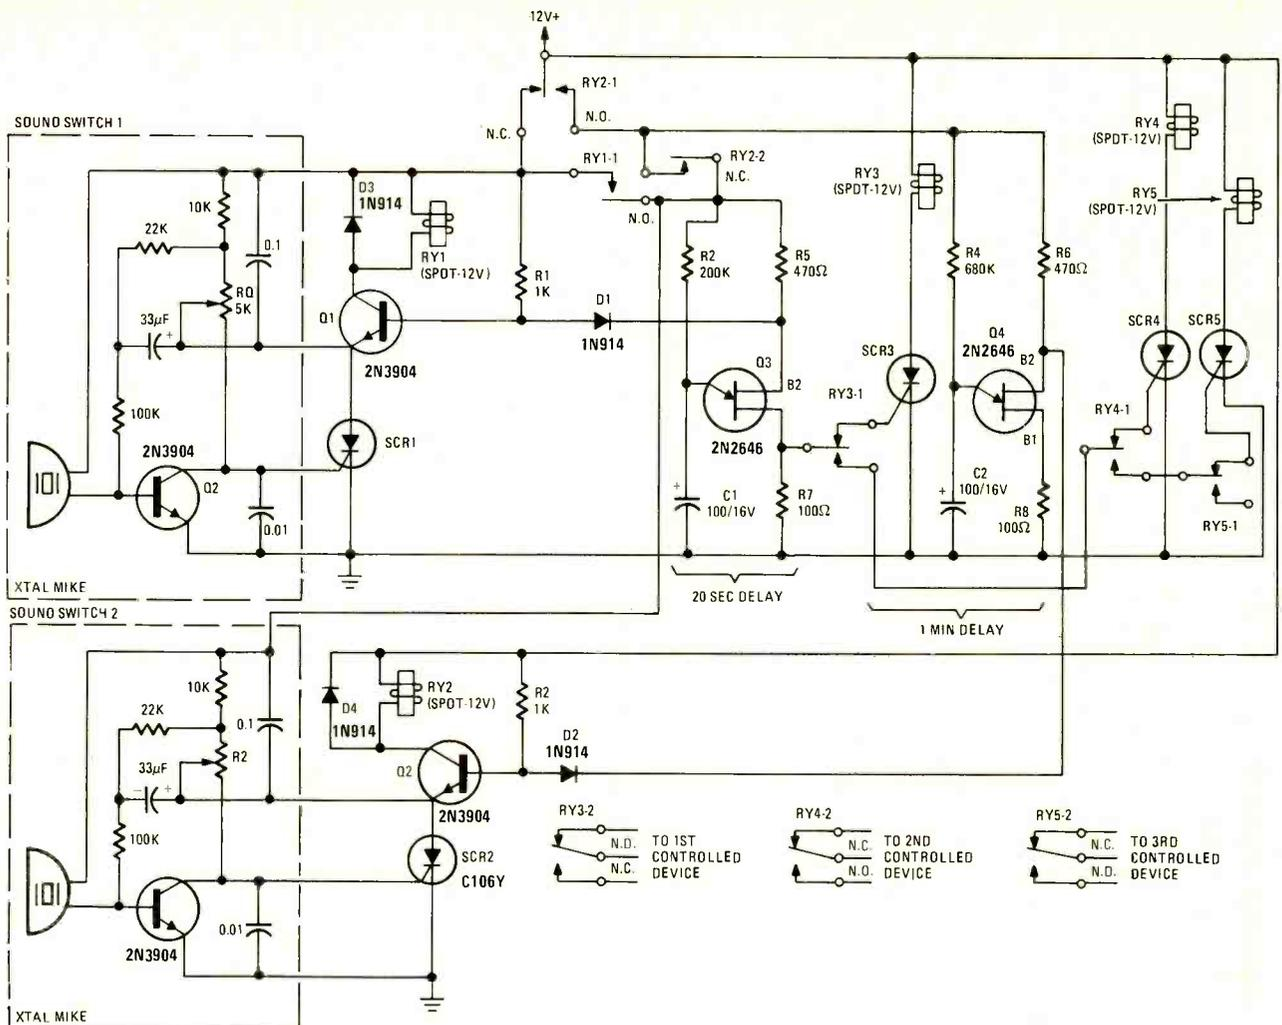 12V+
RY2-1
N.C.
N.O.
SOUND SWITCH 1
RY1-1
RY2-2
N.C.
N.O.
RY3
(SPDT-12V)
RY4
(SPDT-12V)
RY5
(SPDT-12V)
D3
1N914
RY1
(SPDT-12V)
10K
22K
0.1
RQ
5K
33µF
+
Q1
2N3904
R1
1K
D1
1N914
R2
200K
R5
470Ω
R4
680K
R6
470Ω
Q3
B2
2N2646
Q4
2N2646
B2
B1
SCR3
SCR4
SCR5
RY3-1
RY4-1
RY5-1
100K
2N3904
Q2
SCR1
0.01
+
C1
100/16V
R7
100Ω
+
C2
100/16V
R8
100Ω
XTAL MIKE
20 SEC DELAY
1 MIN DELAY
SOUND SWITCH 2
10K
22K
0.1
R2
33µF
−
+
100K
D4
1N914
RY2
(SPDT-12V)
R2
1K
D2
1N914
Q2
2N3904
SCR2
C106Y
0.01
2N3904
XTAL MIKE
RY3-2
N.D.
N.C.
TO 1ST
CONTROLLED
DEVICE
RY4-2
N.C.
N.O.
TO 2ND
CONTROLLED
DEVICE
RY5-2
N.C.
N.D.
TO 3RD
CONTROLLED
DEVICE